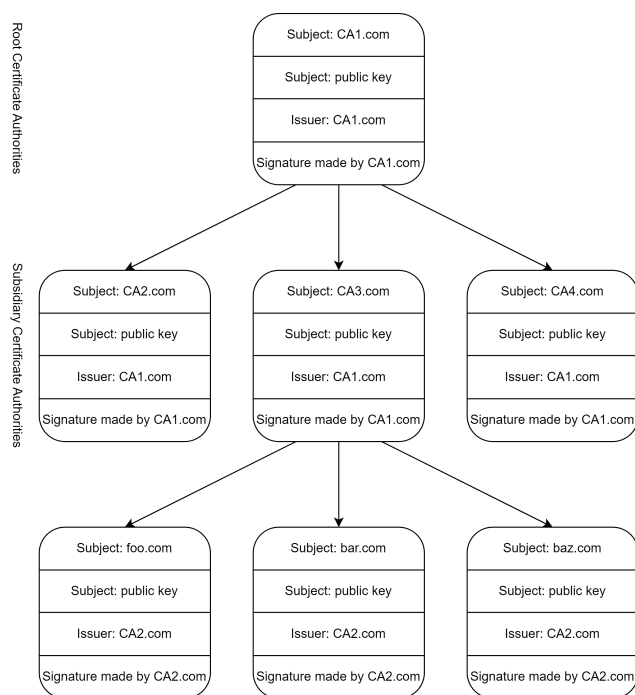 Root Certificate Authorities
Subject: CA1.com
Subject: public key
Issuer: CA1.com
Signature made by CA1.com
Subsidiary Certificate Authorities
Subject: CA2.com
Subject: public key
Issuer: CA1.com
Signature made by CA1.com
Subject: CA3.com
Subject: public key
Issuer: CA1.com
Signature made by CA1.com
Subject: CA4.com
Subject: public key
Issuer: CA1.com
Signature made by CA1.com
Subject: foo.com
Subject: public key
Issuer: CA2.com
Signature made by CA2.com
Subject: bar.com
Subject: public key
Issuer: CA2.com
Signature made by CA2.com
Subject: baz.com
Subject: public key
Issuer: CA2.com
Signature made by CA2.com